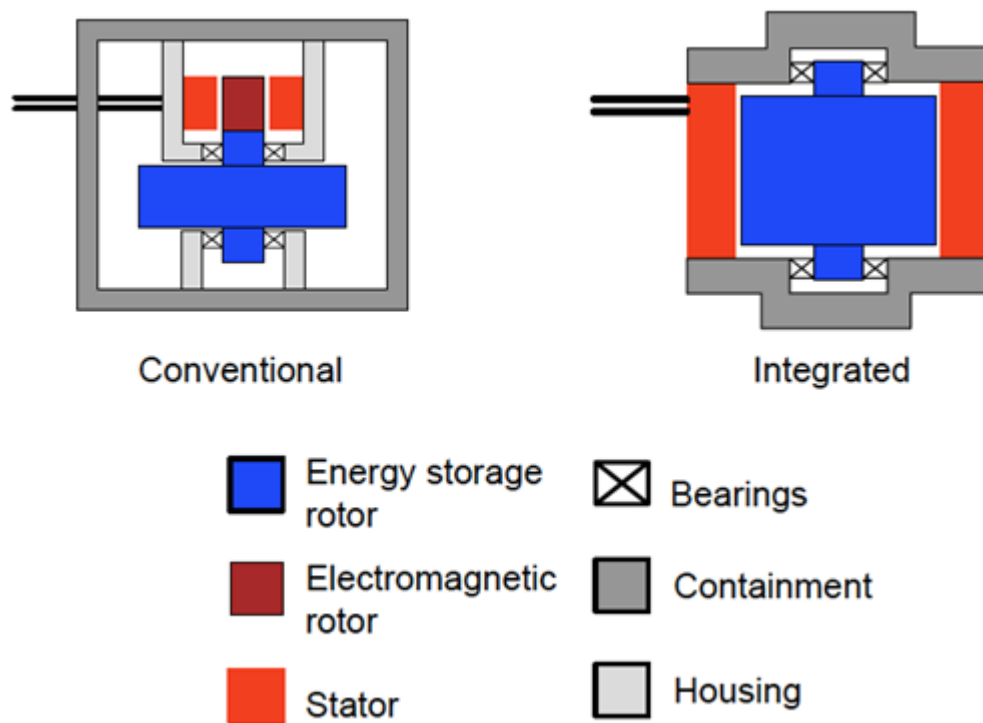 Conventional
Integrated
Energy storage
rotor
Electromagnetic
rotor
Stator
Bearings
Containment
Housing